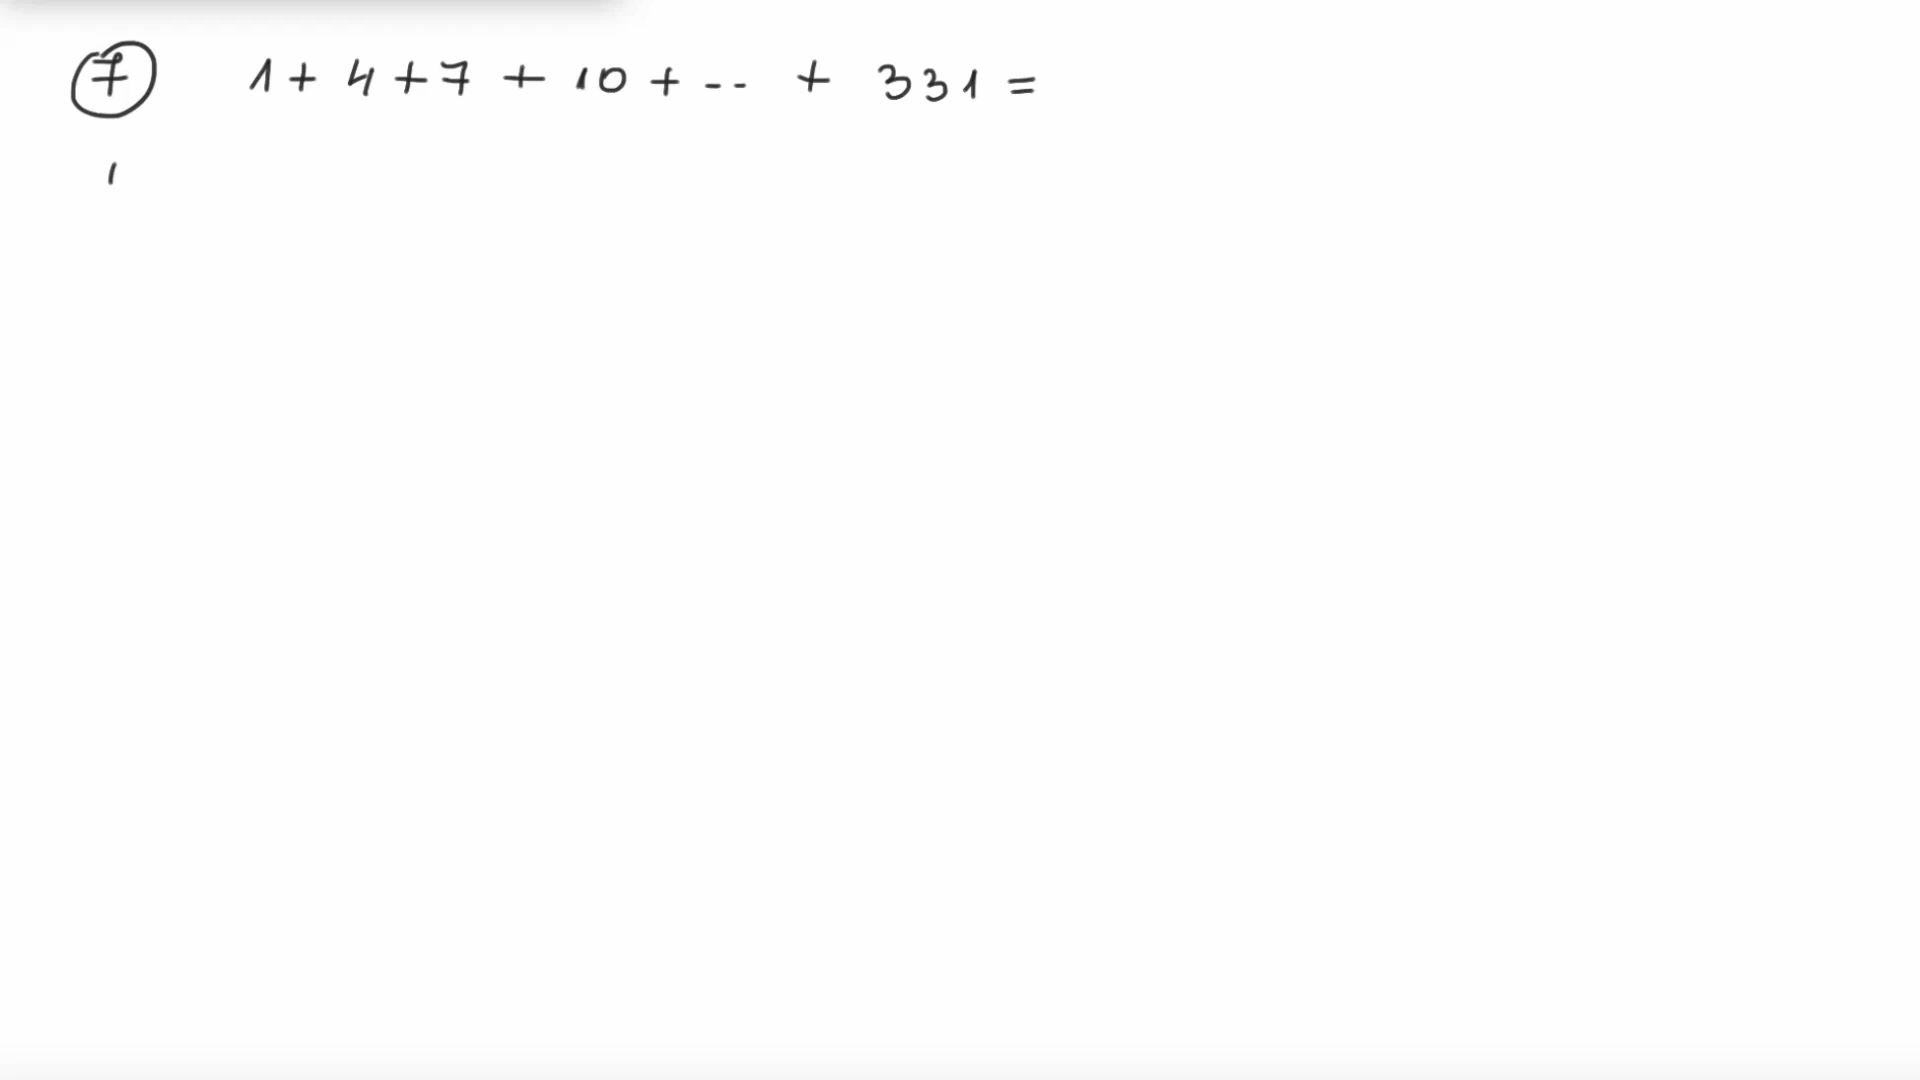 7 1 + 4 + 7 + 10 + -- + 331 =